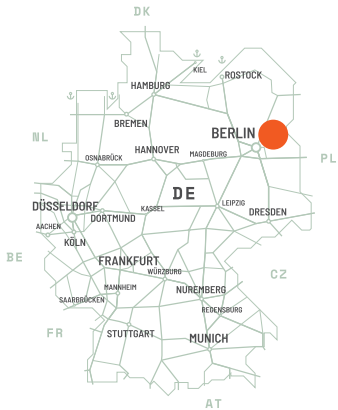 DK
KIEL
ROSTOCK
HAMBURG
BREMEN
BERLIN
NL
HANNOVER
MAGDEBURG
OSNABRÜCK
PL
DE
DÜSSELDORF
KASSEL
LEIPZIG
DRESDEN
DORTMUND
AACHEN
KÖLN
BE
FRANKFURT
WÜRZBURG
CZ
MANNHEIM
NUREMBERG
SAARBRÜCKEN
REGENSBURG
FR
STUTTGART
MUNICH
AT